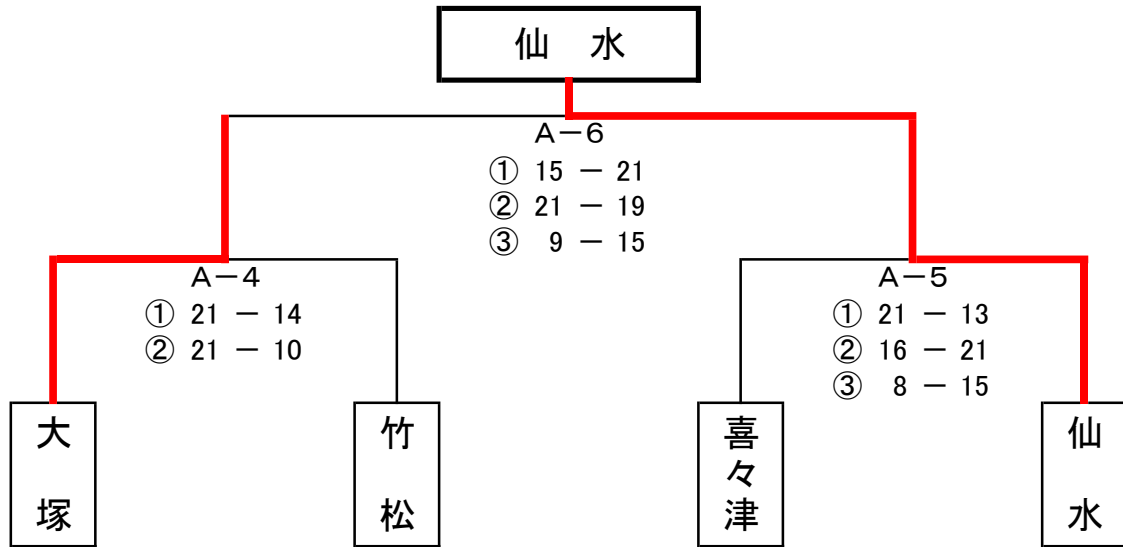 仙 水
A－6
① 15 － 21
② 21 － 19
③ 9 － 15
A－4
① 21 － 14
② 21 － 10
A－5
① 21 － 13
② 16 － 21
③ 8 － 15
大塚
竹松
喜々津
仙水